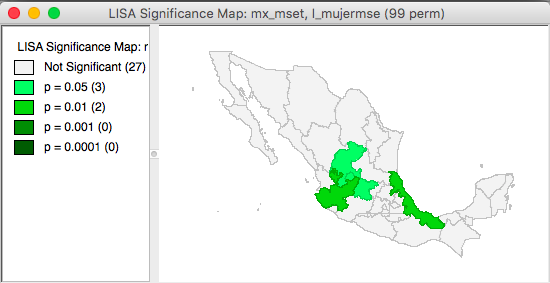 LISA Significance Map: mx_mset, I_mujermse (99 perm)
LISA Significance Map: r
Not Significant (27)
p = 0.05 (3)
p = 0.01 (2)
p = 0.001 (0)
p = 0.0001 (0)